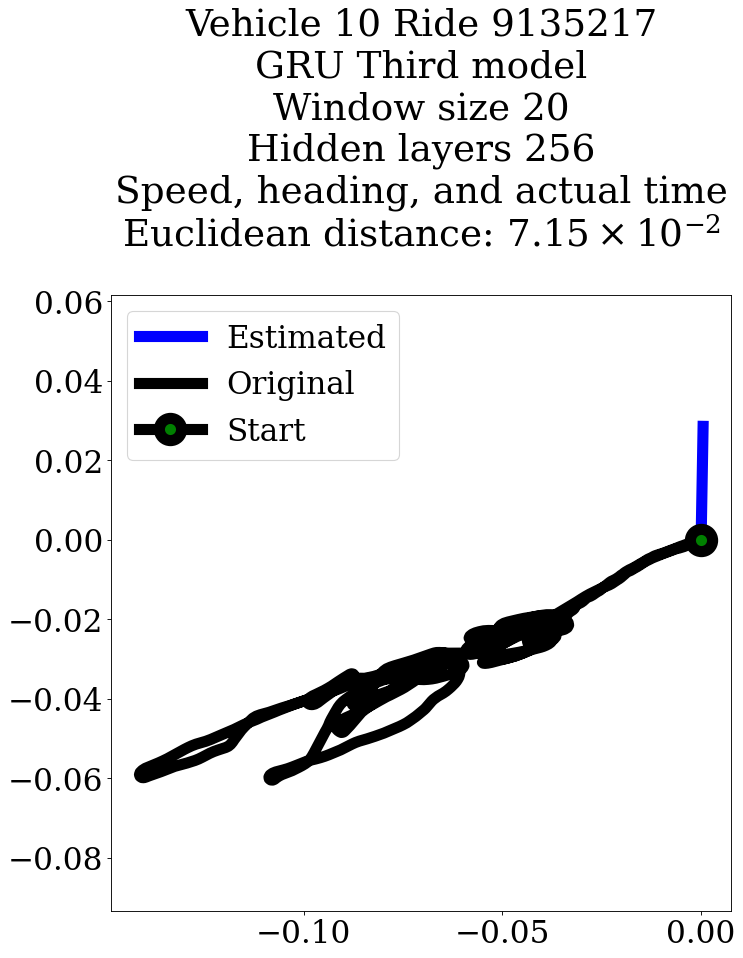 Vehicle 10 Ride 9135217
GRU Third model
Window size 20
Hidden layers 256
Speed, heading, and actual time
Euclidean distance: 7.15 × 10⁻²
0.06
0.04
0.02
0.00
−0.02
−0.04
−0.06
−0.08
Estimated
Original
Start
−0.10
−0.05
0.00